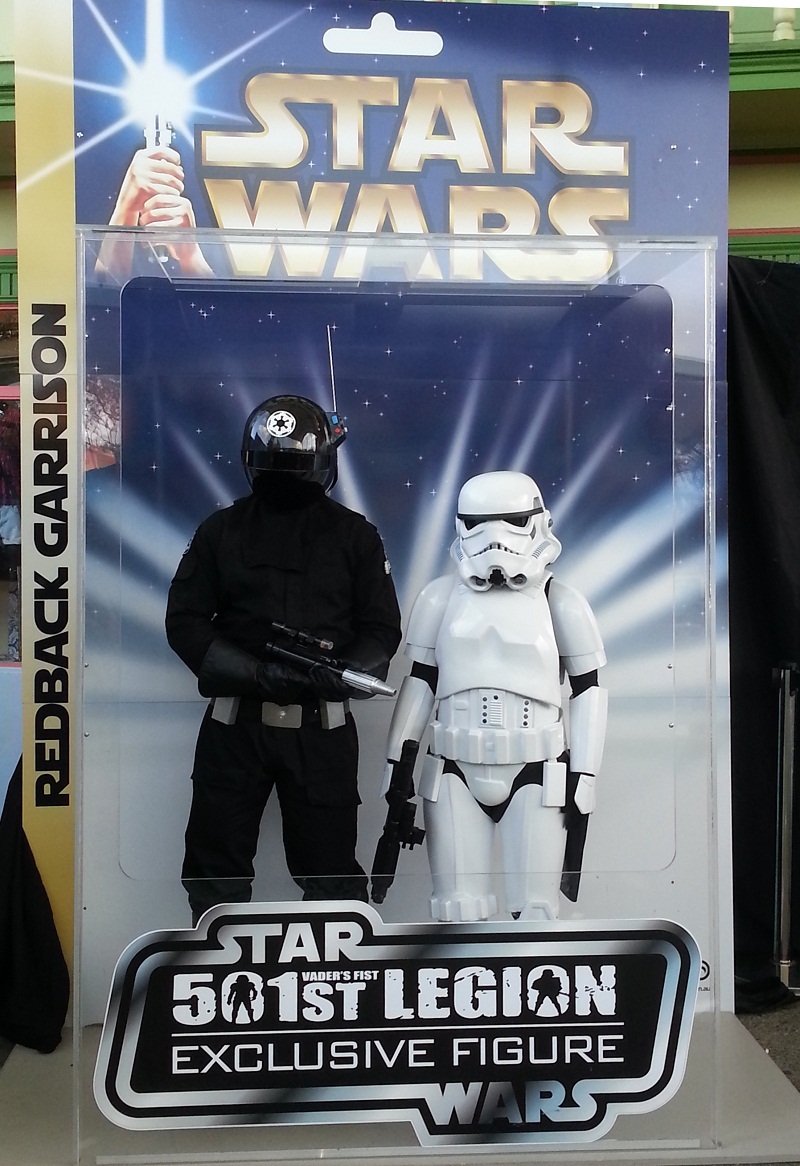 STAR
WARS
REDBACK GARRISON
STAR
VADER'S FIST
501ST LEGION
EXCLUSIVE FIGURE
WARS